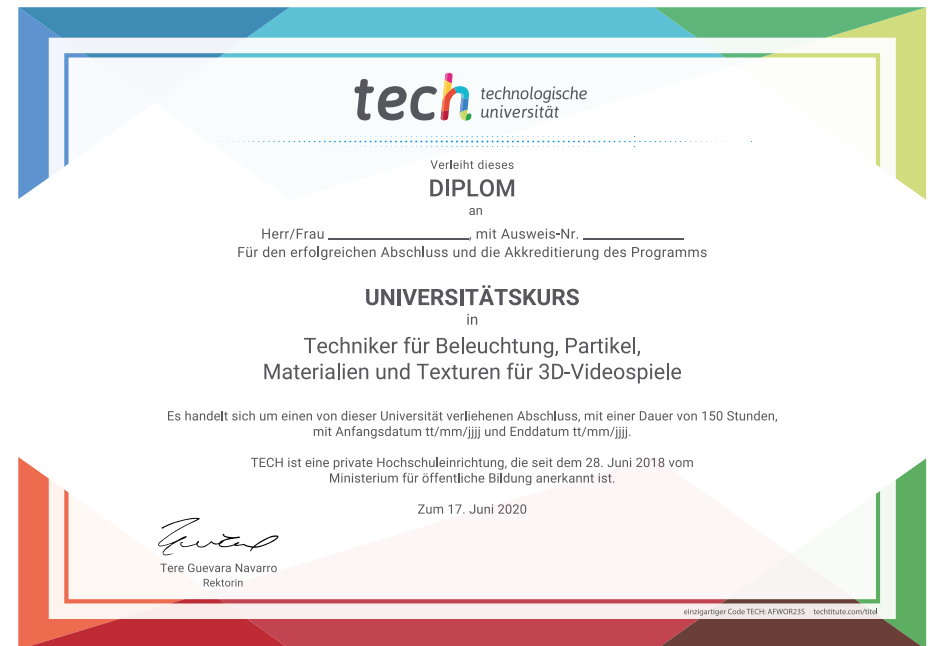 tech technologische
universität
Verleiht dieses
DIPLOM
an
Herr/Frau ____________, mit Ausweis-Nr. ____________
Für den erfolgreichen Abschluss und die Akkreditierung des Programms
UNIVERSITÄTSKURS
in
Techniker für Beleuchtung, Partikel,
Materialien und Texturen für 3D-Videospiele
Es handelt sich um einen von dieser Universität verliehenen Abschluss, mit einer Dauer von 150 Stunden,
mit Anfangsdatum tt/mm/jjjj und Enddatum tt/mm/jjjj.
TECH ist eine private Hochschuleinrichtung, die seit dem 28. Juni 2018 vom
Ministerium für öffentliche Bildung anerkannt ist.
Zum 17. Juni 2020
Tere Guevara Navarro
Rektorin
einzigartiger Code TECH: AFWOR23S techtitute.com/titel